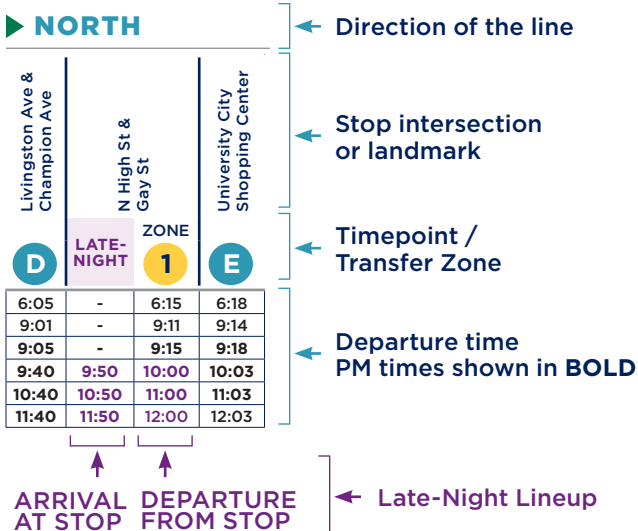 NORTH
Direction of the line
Livingston Ave &
Champion Ave
N High St &
Gay St
University City
Shopping Center
Stop intersection
or landmark
D
LATE-
NIGHT
ZONE
1
E
Timepoint /
Transfer Zone
6:05 - 6:15 6:18
9:01 - 9:11 9:14
9:05 - 9:15 9:18
9:40 9:50 10:00 10:03
10:40 10:50 11:00 11:03
11:40 11:50 12:00 12:03
Departure time
PM times shown in BOLD
ARRIVAL
AT STOP
DEPARTURE
FROM STOP
Late-Night Lineup